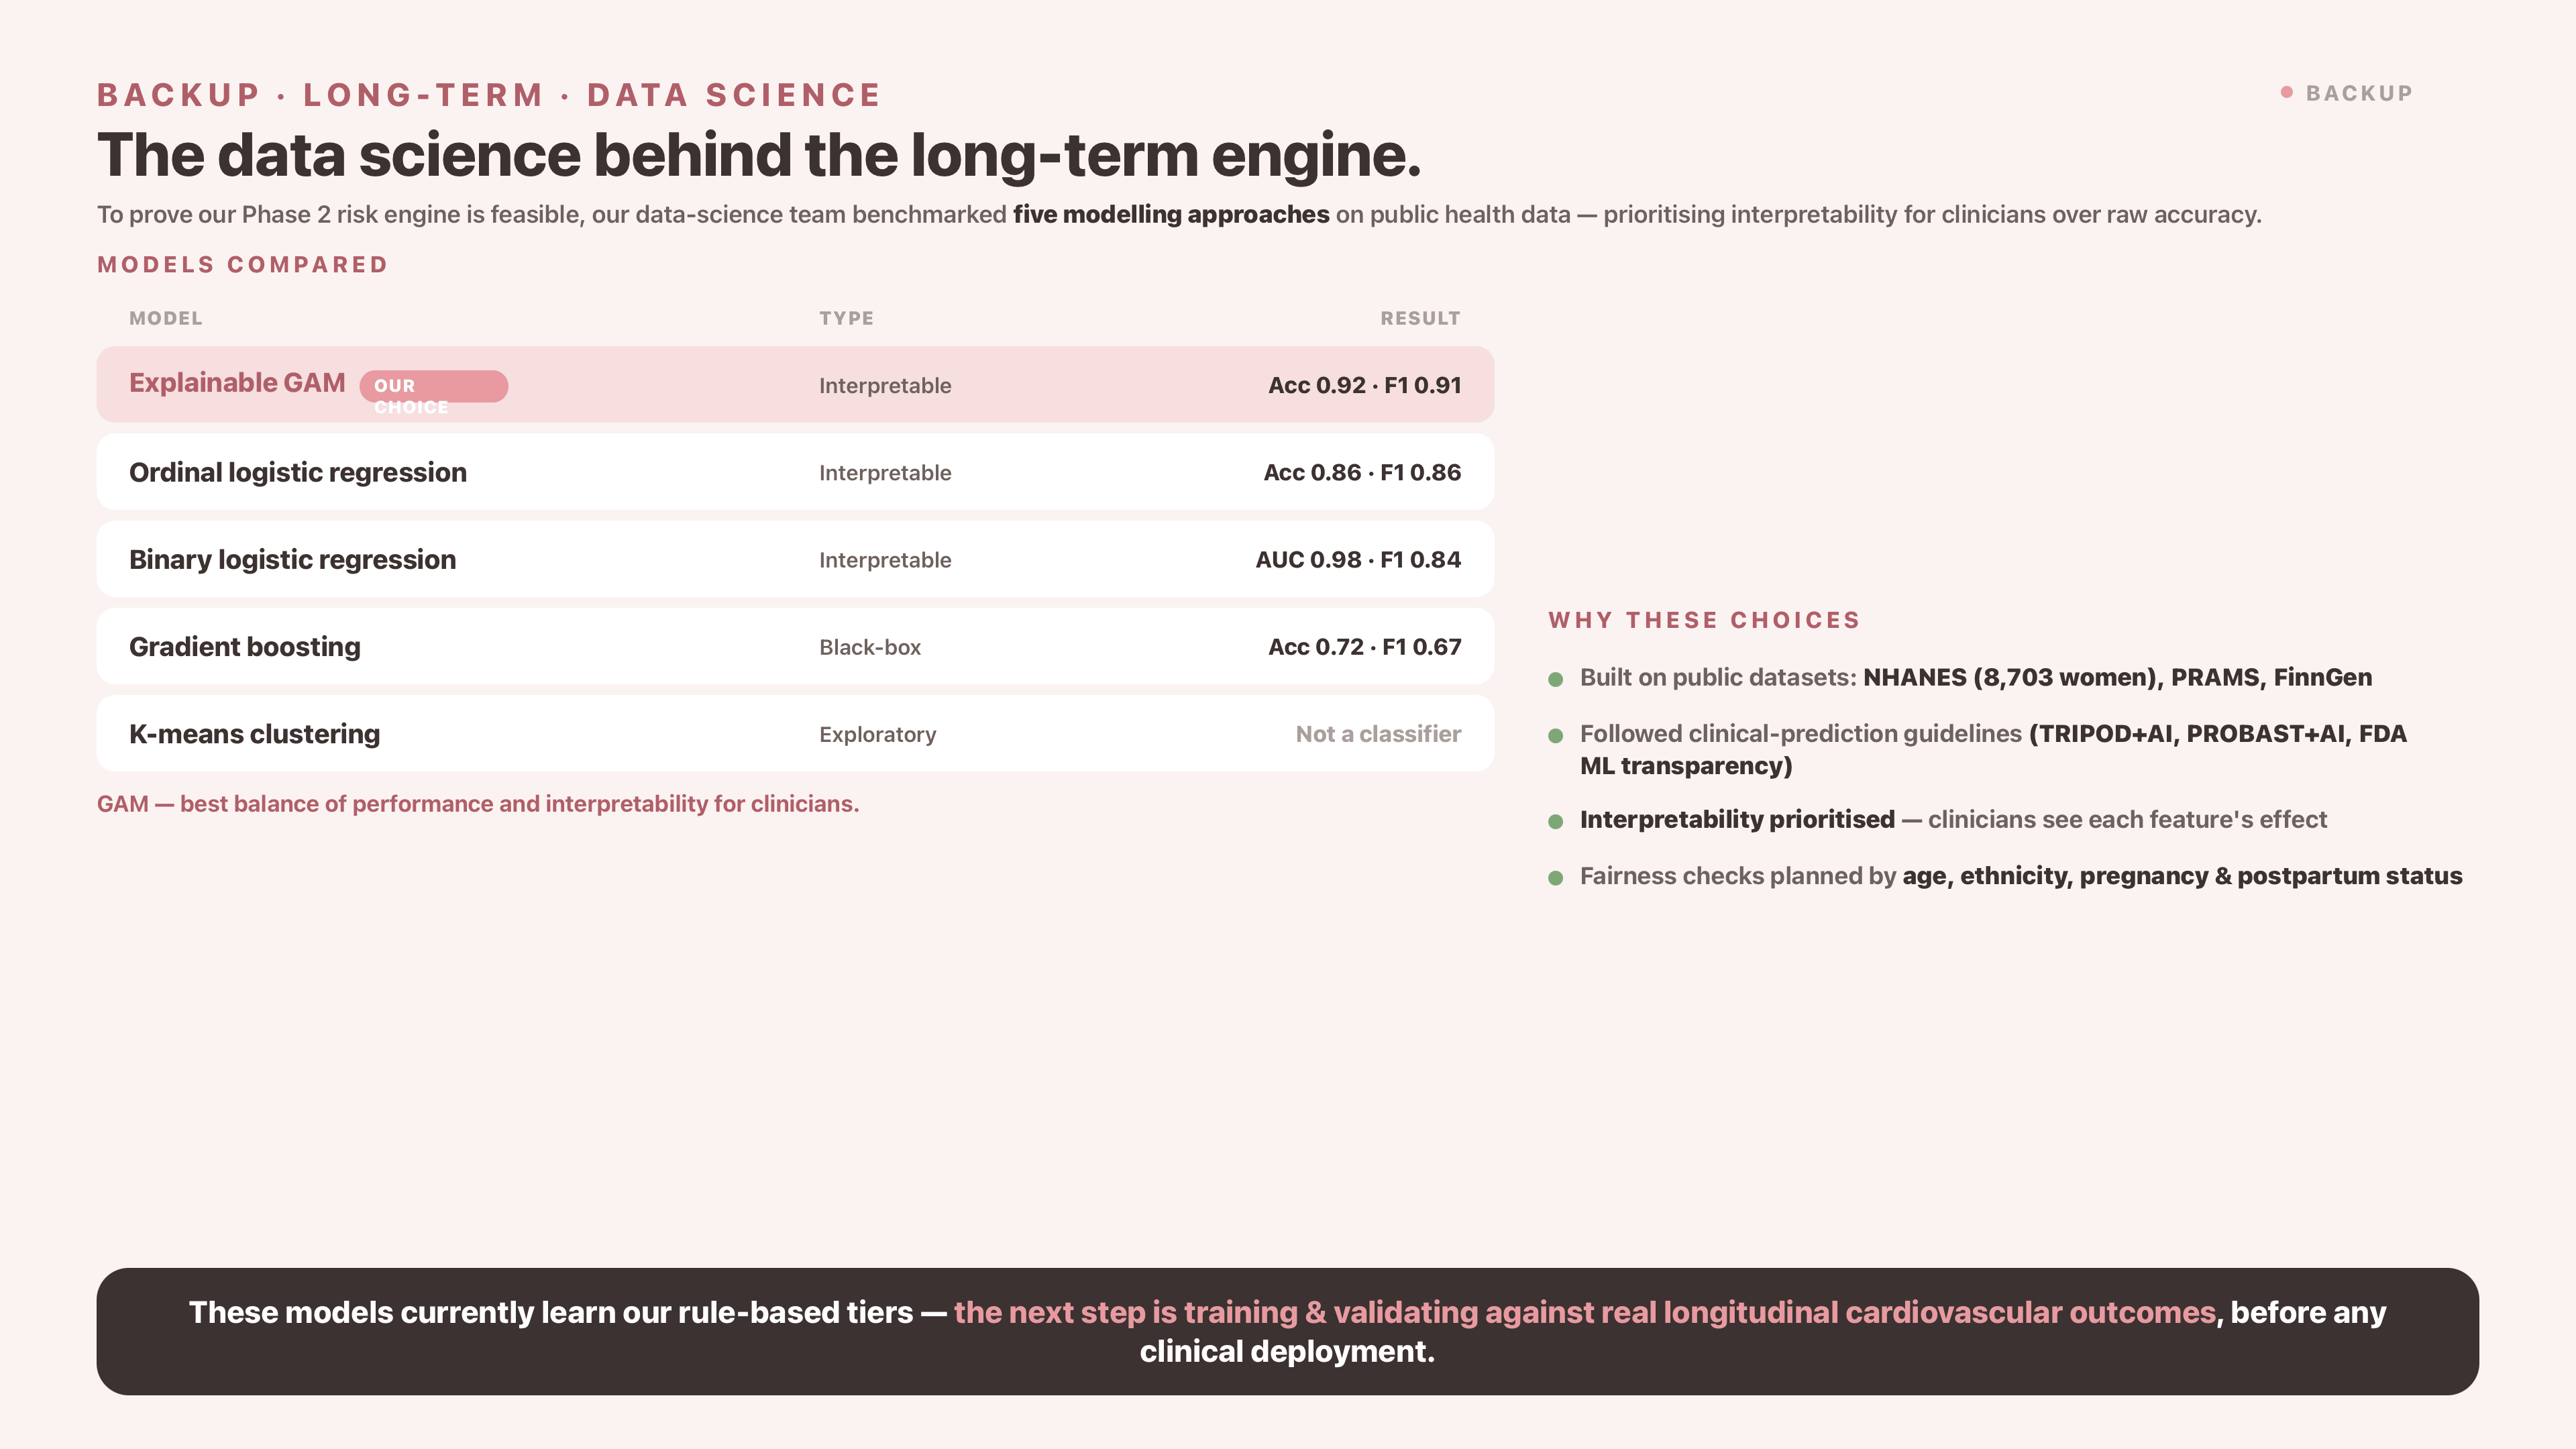 BACKUP · LONG-TERM · DATA SCIENCE
BACKUP
The data science behind the long-term engine.
To prove our Phase 2 risk engine is feasible, our data-science team benchmarked five modelling approaches on public health data — prioritising interpretability for clinicians over raw accuracy.
MODELS COMPARED
MODEL TYPE RESULT
Explainable GAM OUR CHOICE Interpretable Acc 0.92 · F1 0.91
Ordinal logistic regression Interpretable Acc 0.86 · F1 0.86
Binary logistic regression Interpretable AUC 0.98 · F1 0.84
Gradient boosting Black-box Acc 0.72 · F1 0.67
K-means clustering Exploratory Not a classifier
GAM — best balance of performance and interpretability for clinicians.
WHY THESE CHOICES
Built on public datasets: NHANES (8,703 women), PRAMS, FinnGen
Followed clinical-prediction guidelines (TRIPOD+AI, PROBAST+AI, FDA
ML transparency)
Interpretability prioritised — clinicians see each feature's effect
Fairness checks planned by age, ethnicity, pregnancy & postpartum status
These models currently learn our rule-based tiers — the next step is training & validating against real longitudinal cardiovascular outcomes, before any
clinical deployment.